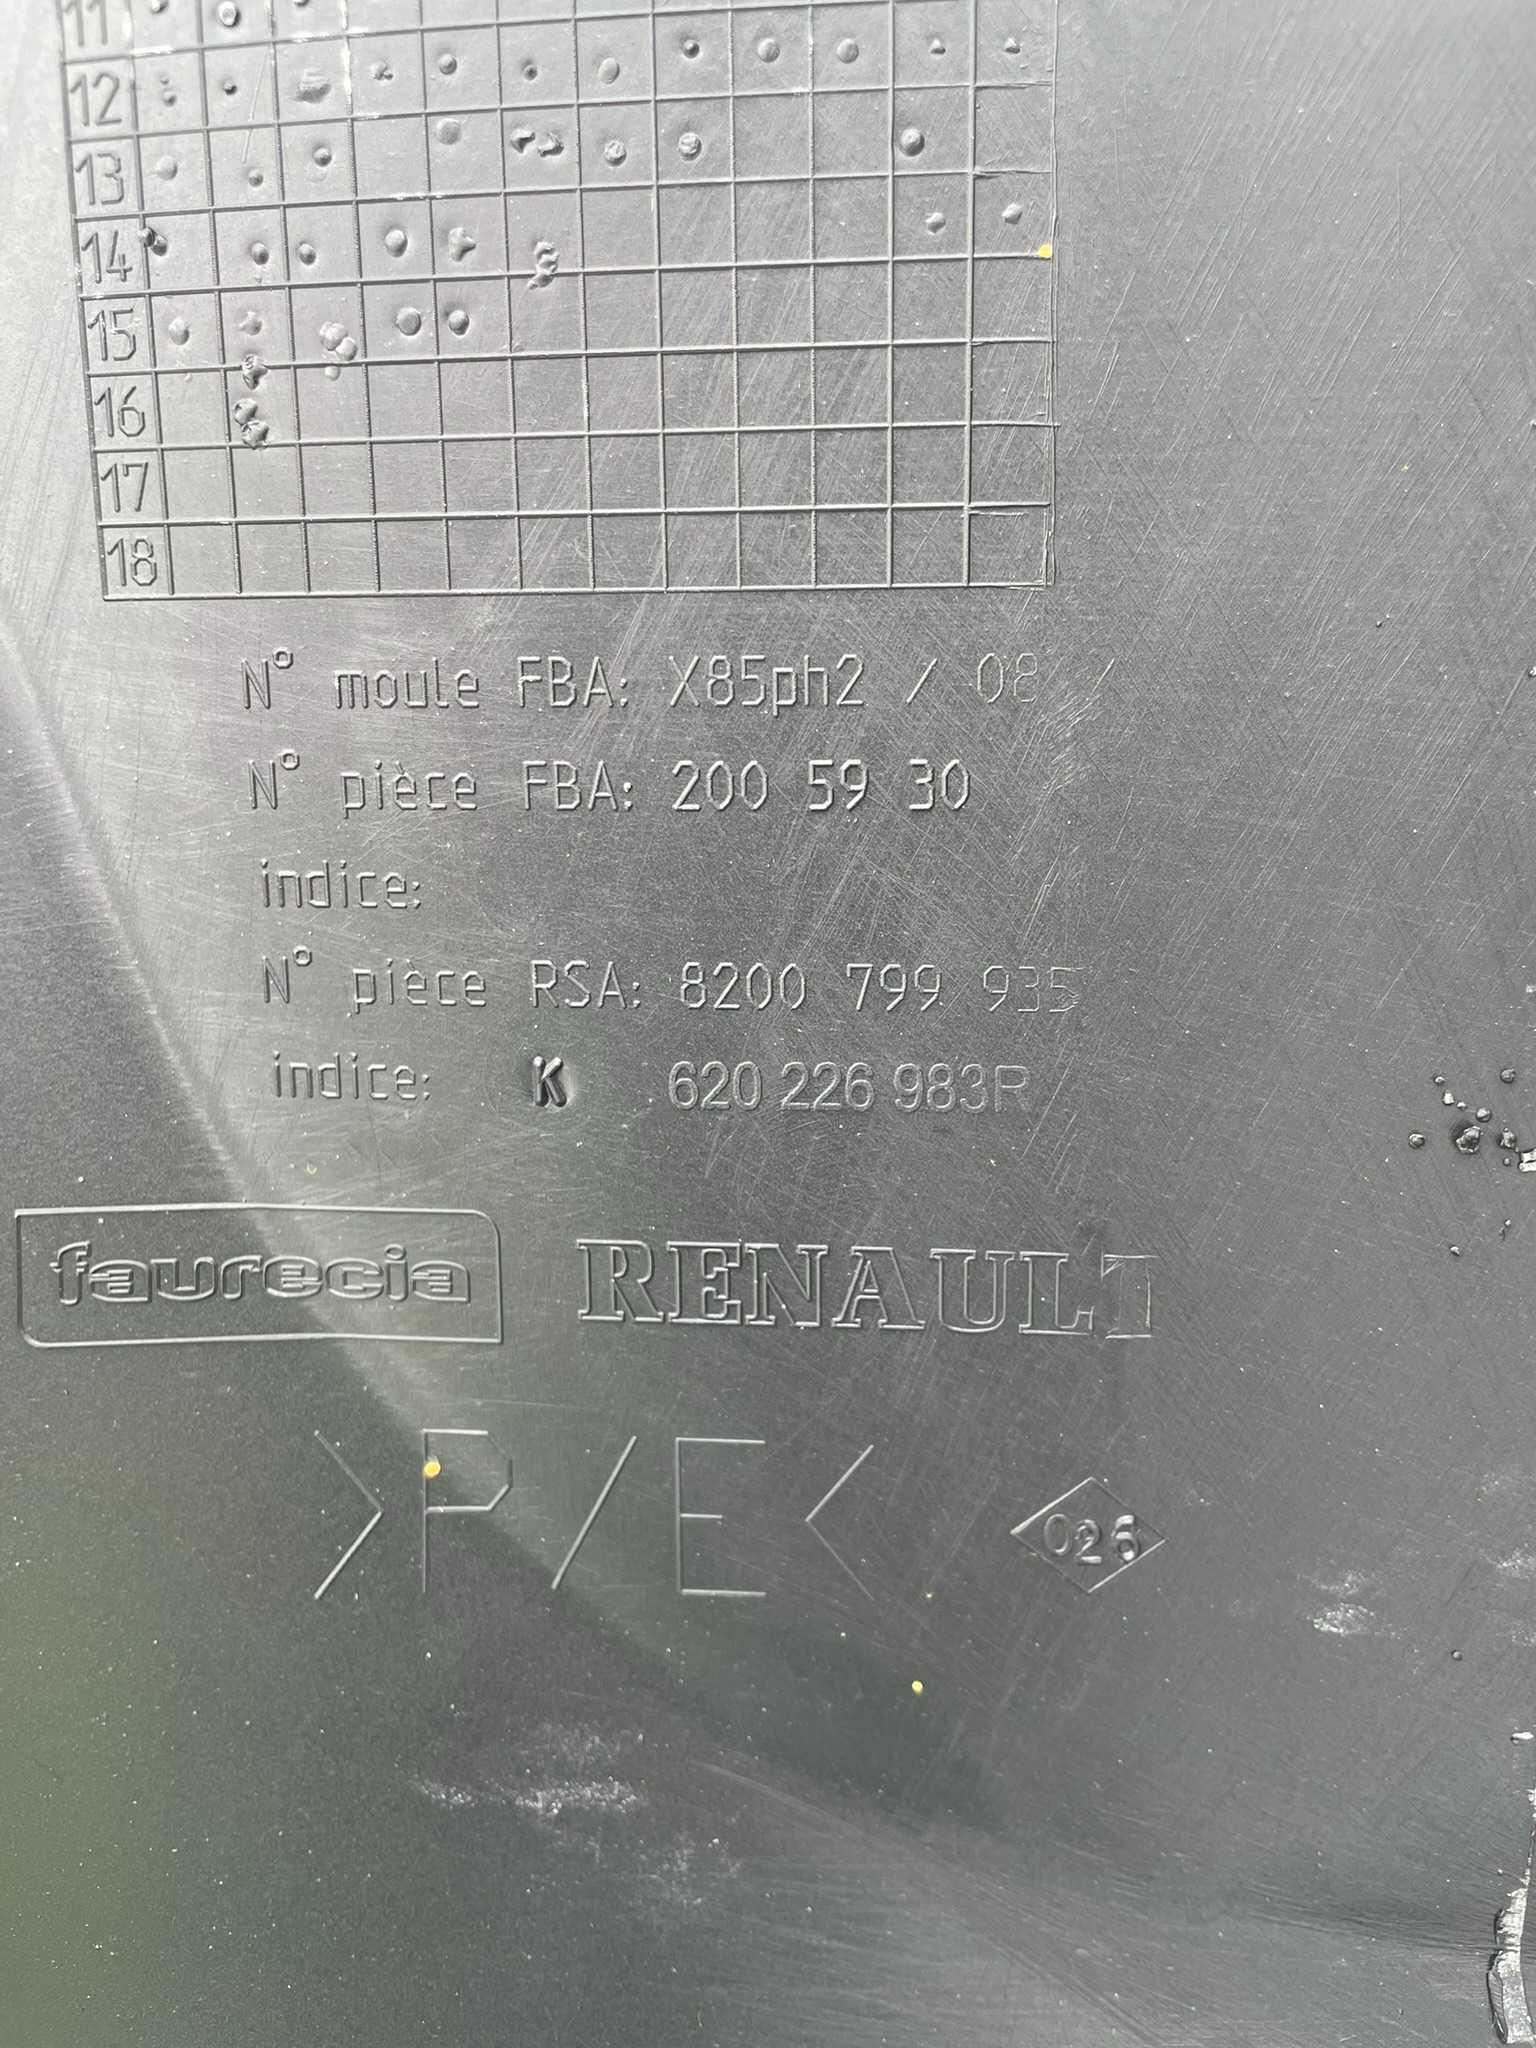 11
12
13
14
15
16
17
18
N° moule FBA: X85ph2 / 08 /
N° pièce FBA: 200 59 30
indice:
N° pièce RSA: 8200 799 935
indice: K 620 226 983R
faurecia RENAULT
>P/E<
026